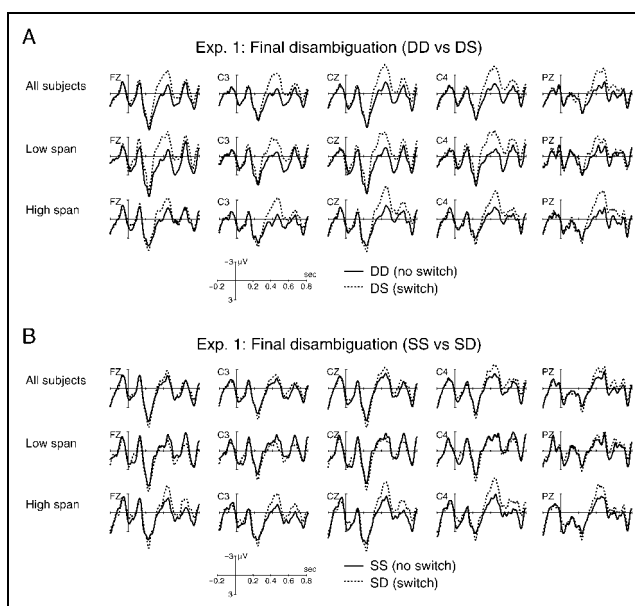 A
Exp. 1: Final disambiguation (DD vs DS)
All subjects FZ C3 CZ C4 PZ
Low span FZ C3 CZ C4 PZ
High span FZ C3 CZ C4 PZ
−3 μV
sec
−0.2 0.2 0.4 0.6 0.8
3
DD (no switch)
DS (switch)
B
Exp. 1: Final disambiguation (SS vs SD)
All subjects FZ C3 CZ C4 PZ
Low span FZ C3 CZ C4 PZ
High span FZ C3 CZ C4 PZ
−3 μV
sec
−0.2 0.2 0.4 0.6 0.8
3
SS (no switch)
SD (switch)